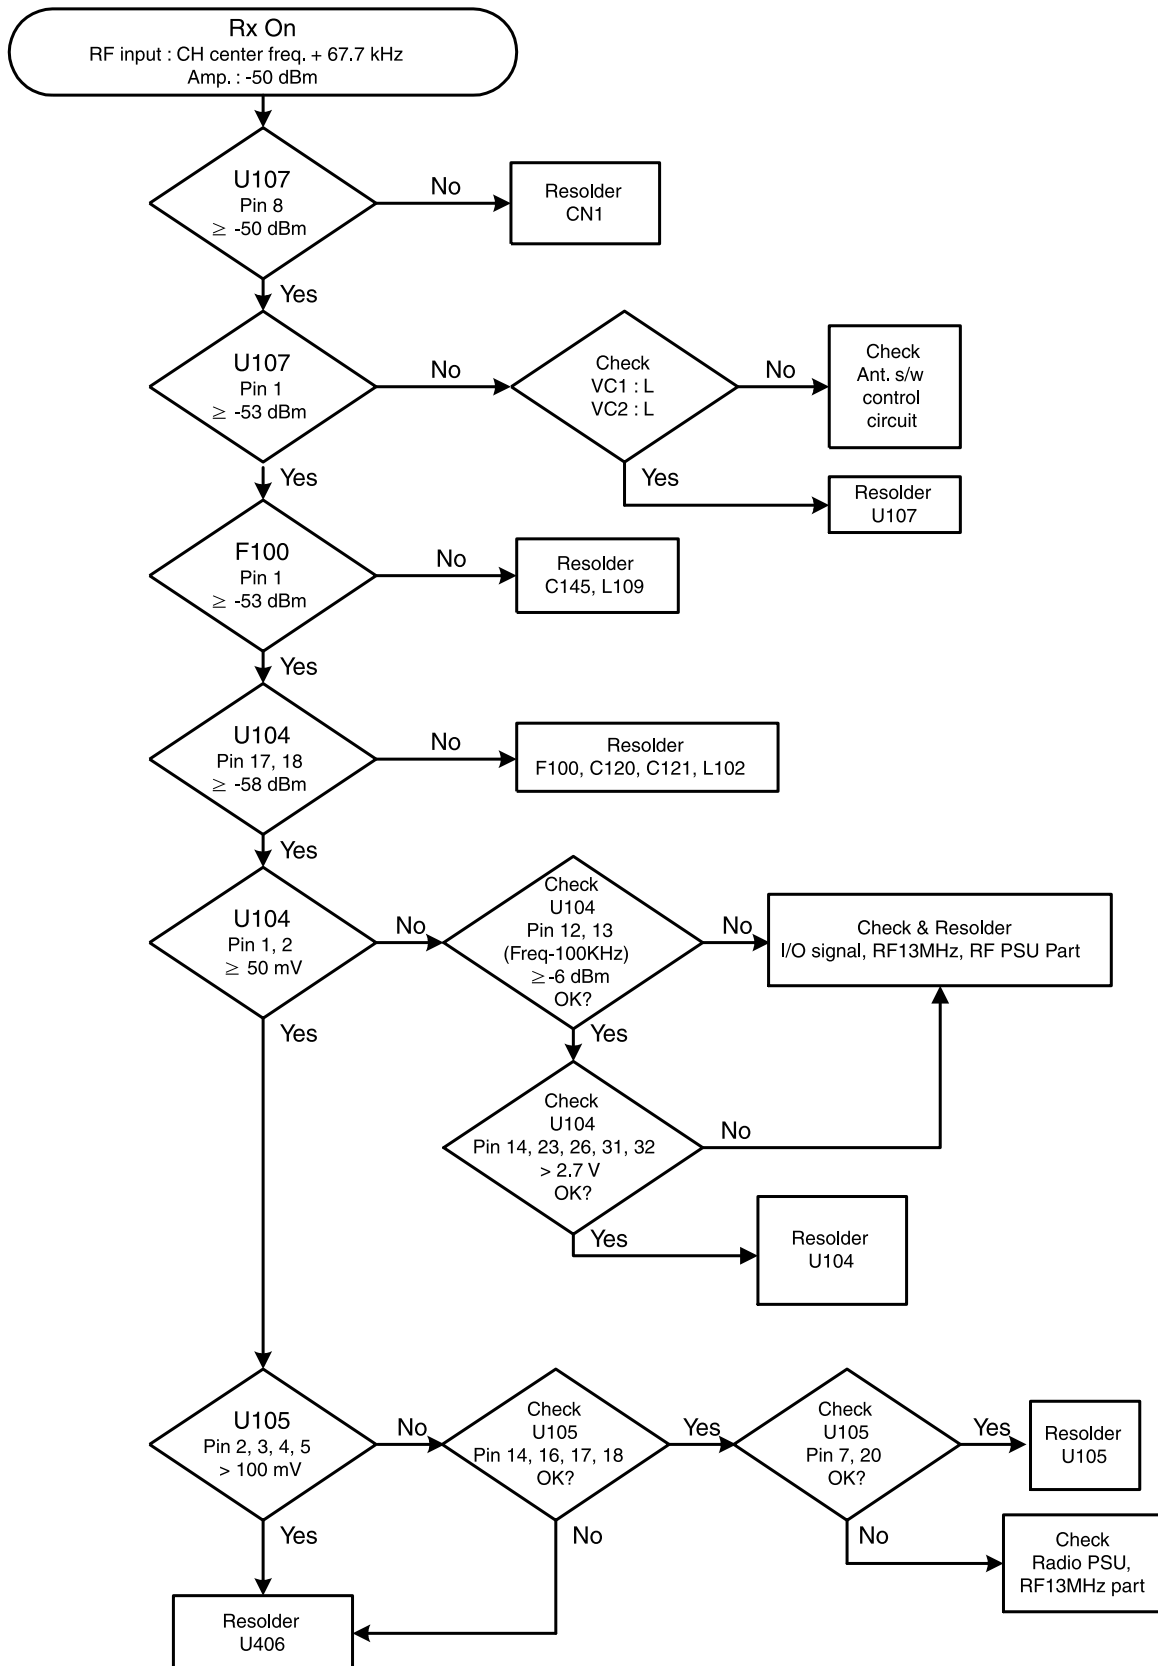 Rx On
RF input : CH center freq. + 67.7 kHz
Amp. : -50 dBm
U107
Pin 8
≥ -50 dBm
No
Resolder
CN1
Yes
U107
Pin 1
≥ -53 dBm
No
Check
VC1 : L
VC2 : L
No
Check
Ant. s/w
control
circuit
Yes
Resolder
U107
Yes
F100
Pin 1
≥ -53 dBm
No
Resolder
C145, L109
Yes
U104
Pin 17, 18
≥ -58 dBm
No
Resolder
F100, C120, C121, L102
Yes
U104
Pin 1, 2
≥ 50 mV
No
Check
U104
Pin 12, 13
(Freq-100KHz)
≥ -6 dBm
OK?
No
Check & Resolder
I/O signal, RF13MHz, RF PSU Part
Yes
Yes
Check
U104
Pin 14, 23, 26, 31, 32
> 2.7 V
OK?
No
Yes
Resolder
U104
U105
Pin 2, 3, 4, 5
> 100 mV
No
Check
U105
Pin 14, 16, 17, 18
OK?
Yes
Check
U105
Pin 7, 20
OK?
Yes
Resolder
U105
Yes
No
No
Check
Radio PSU,
RF13MHz part
Resolder
U406